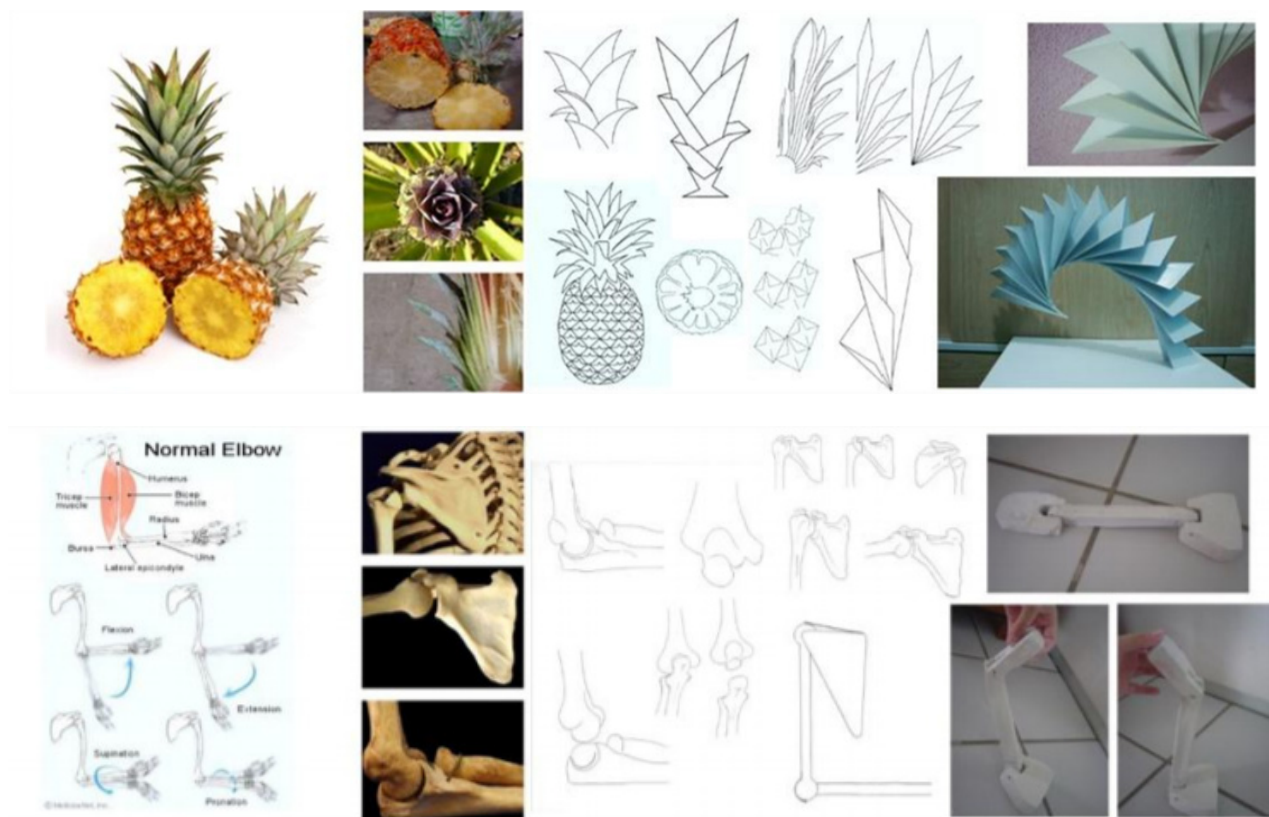 Normal Elbow
Humerus
Tricep
muscle
Bicep
muscle
Radius
Bursa
Ulna
Lateral epicondyle
Flexion
Extension
Supination
Pronation